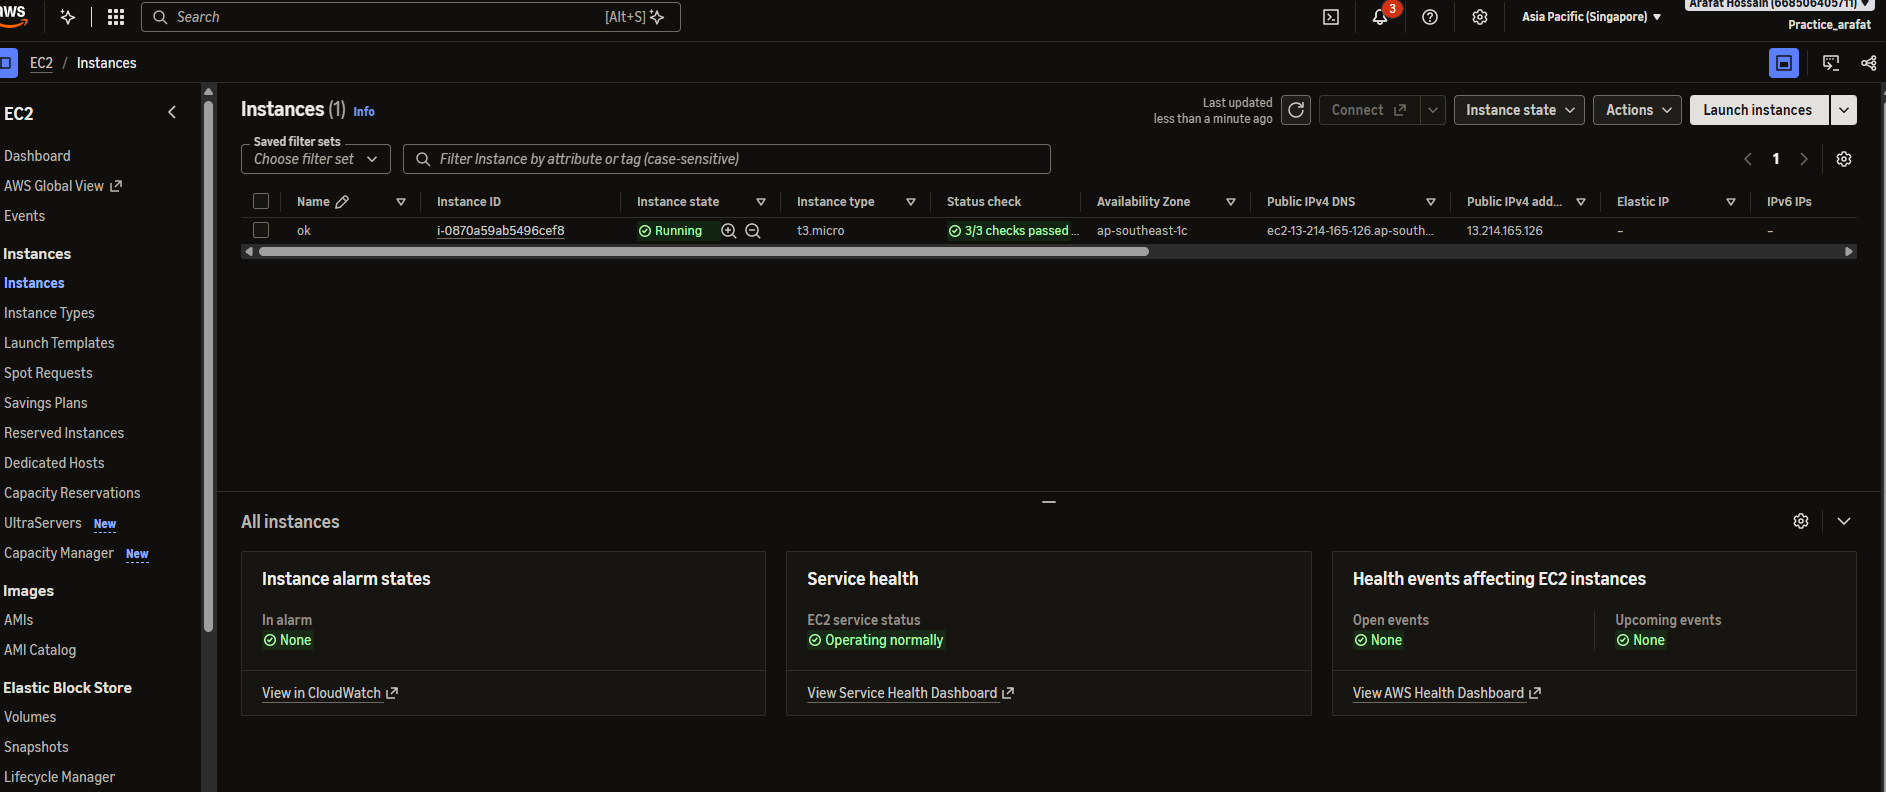 aws
Search
[Alt+S]
3
Asia Pacific (Singapore)
Arafat Hossain (668506405711)
Practice_arafat
EC2 / Instances
EC2
Dashboard
AWS Global View
Events
Instances
Instances
Instance Types
Launch Templates
Spot Requests
Savings Plans
Reserved Instances
Dedicated Hosts
Capacity Reservations
UltraServers New
Capacity Manager New
Images
AMIs
AMI Catalog
Elastic Block Store
Volumes
Snapshots
Lifecycle Manager
Instances (1) Info
Last updated
less than a minute ago
Connect
Instance state
Actions
Launch instances
Saved filter sets
Choose filter set
Filter Instance by attribute or tag (case-sensitive)
1
Name Instance ID Instance state Instance type Status check Availability Zone Public IPv4 DNS Public IPv4 add... Elastic IP IPv6 IPs
ok i-0870a59ab5496cef8 Running t3.micro 3/3 checks passed ... ap-southeast-1c ec2-13-214-165-126.ap-south... 13.214.165.126 – –
All instances
Instance alarm states
In alarm
None
View in CloudWatch
Service health
EC2 service status
Operating normally
View Service Health Dashboard
Health events affecting EC2 instances
Open events
None
Upcoming events
None
View AWS Health Dashboard